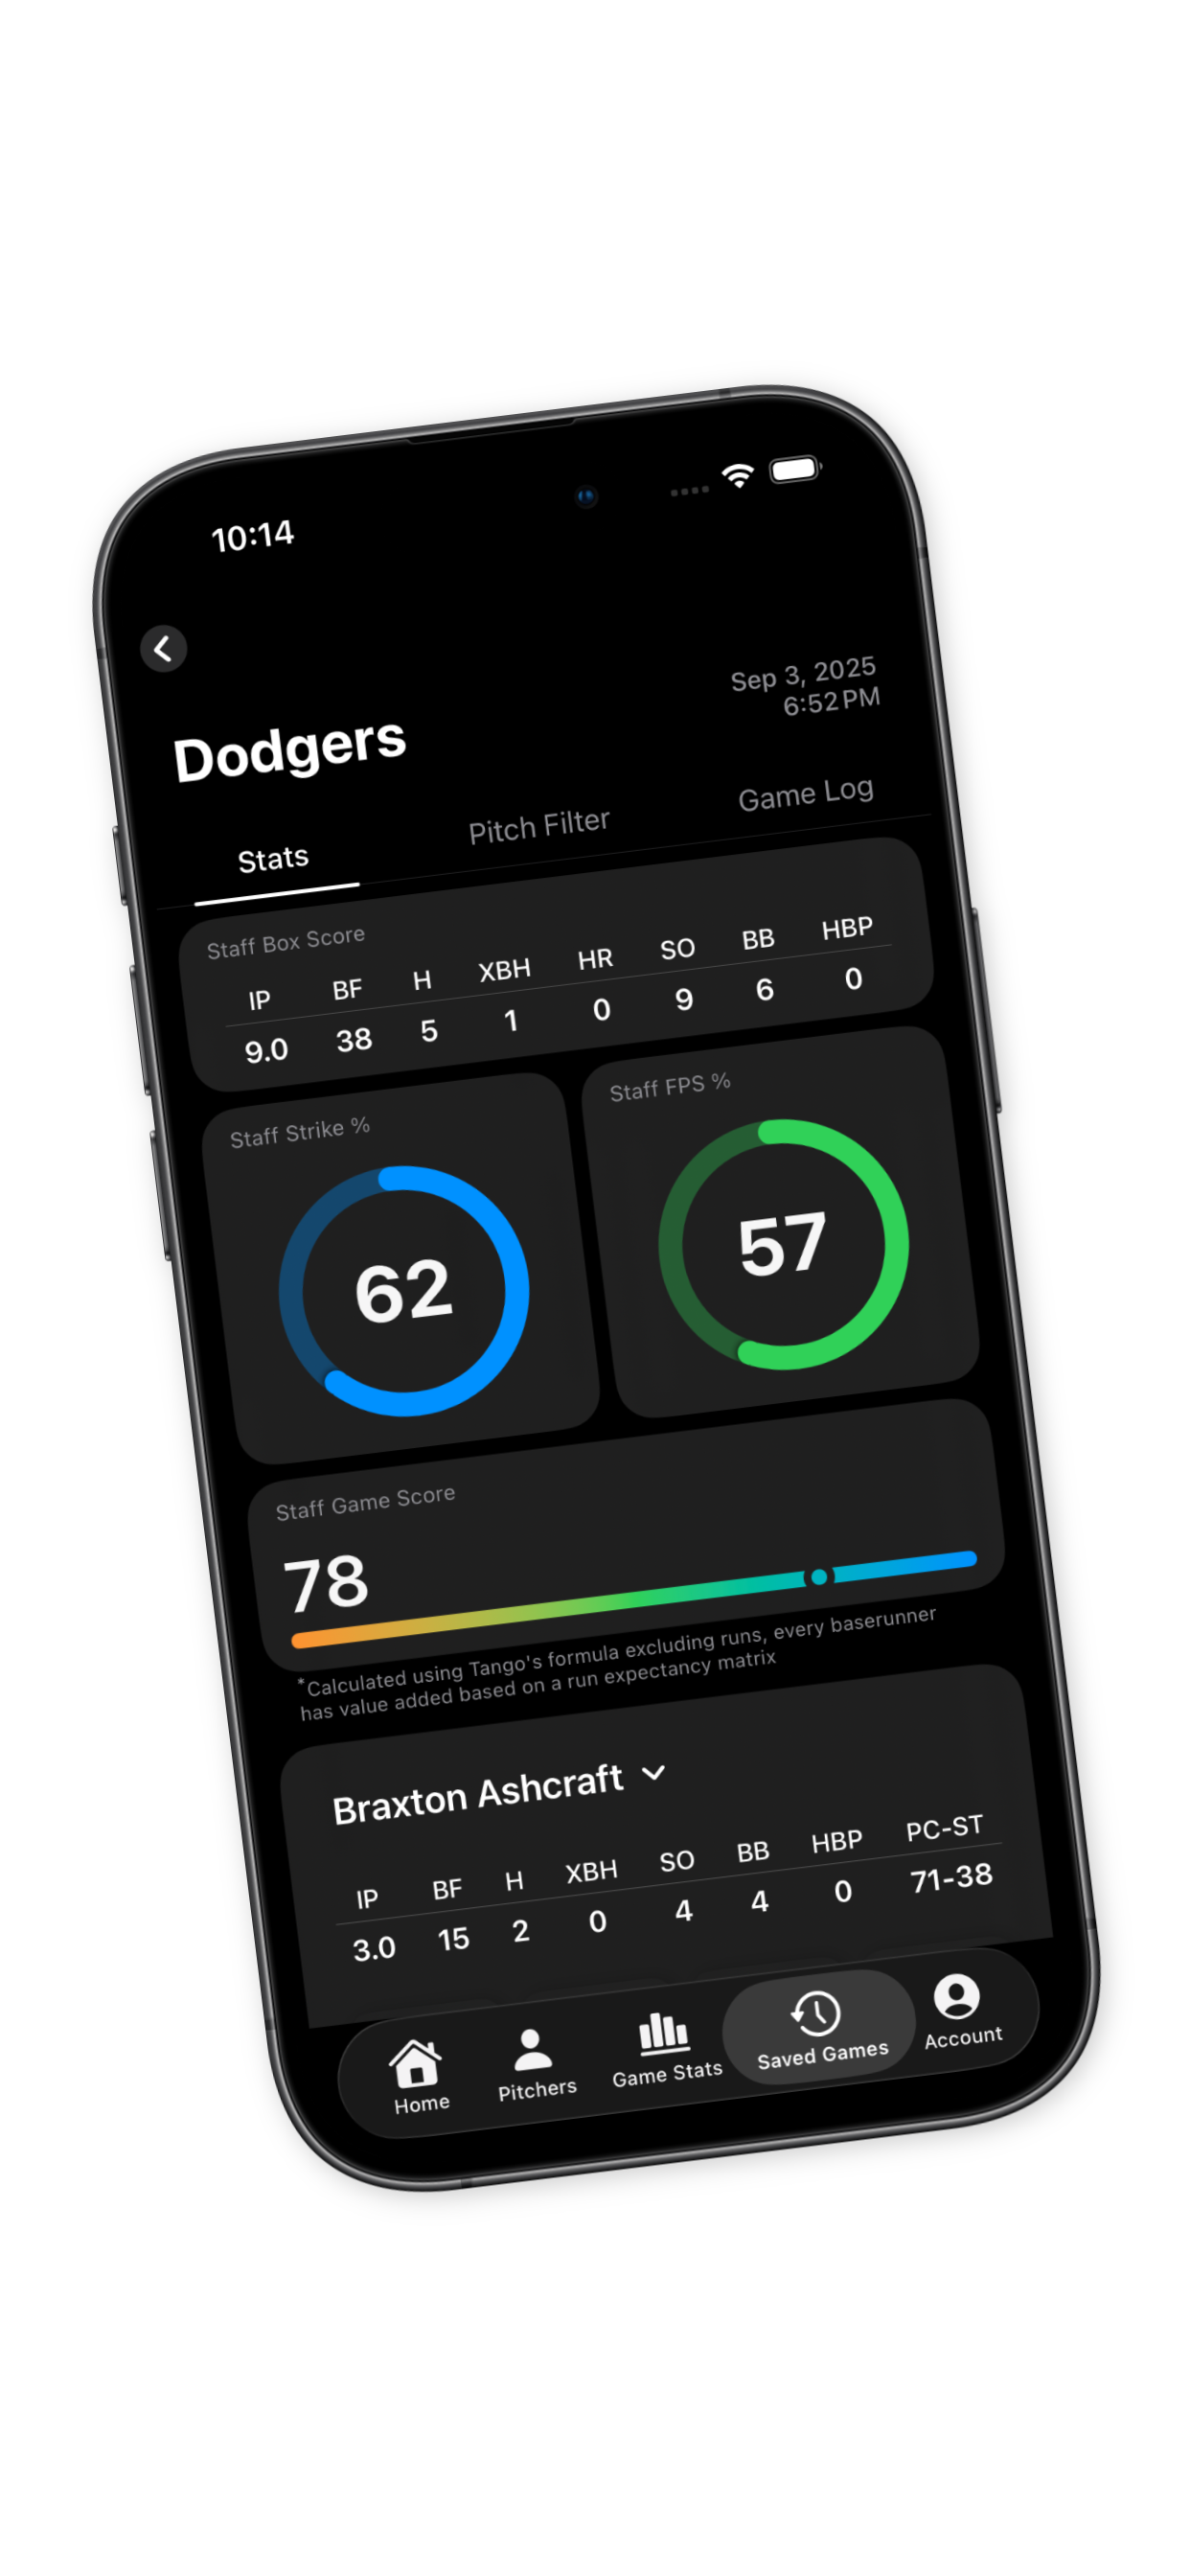 10:14
Sep 3, 2025
6:52 PM
Dodgers
Stats Pitch Filter Game Log
Staff Box Score
IP BF H XBH HR SO BB HBP
9.0 38 5 1 0 9 6 0
Staff Strike % Staff FPS %
62 57
Staff Game Score
78
*Calculated using Tango's formula excluding runs, every baserunner
has value added based on a run expectancy matrix
Braxton Ashcraft
IP BF H XBH SO BB HBP PC-ST
3.0 15 2 0 4 4 0 71-38
Home Pitchers Game Stats Saved Games Account